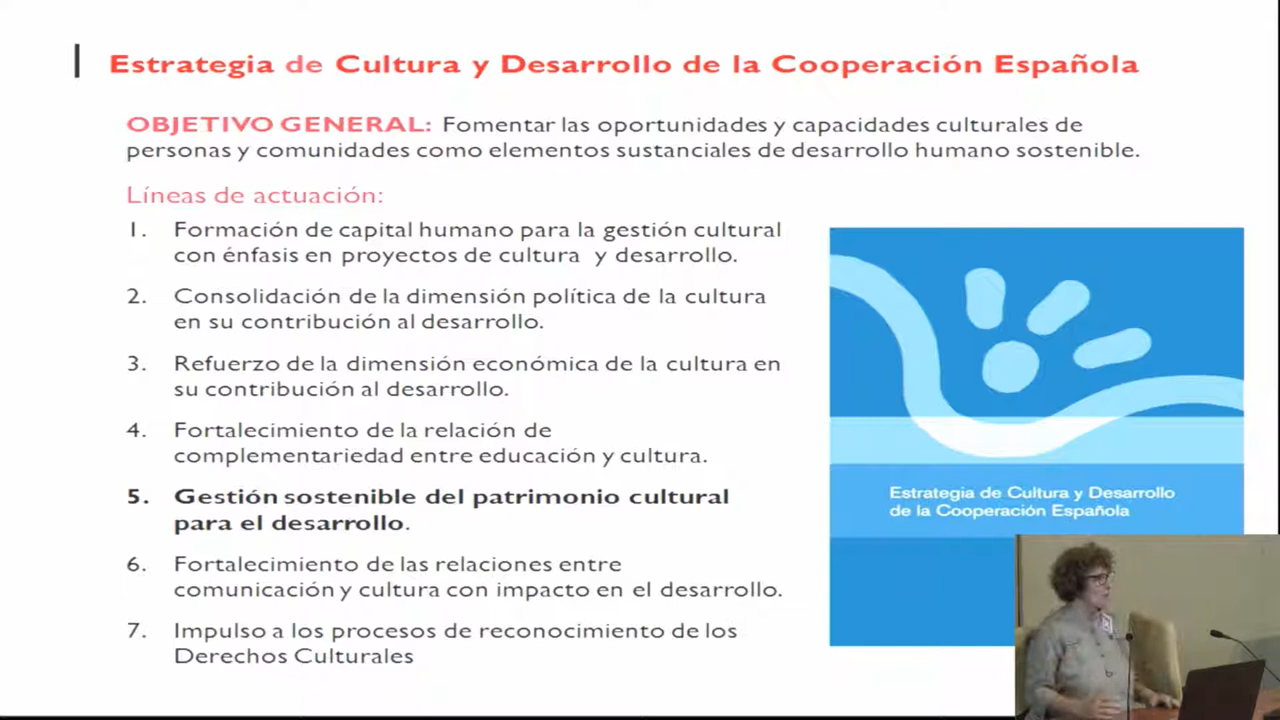 Estrategia de Cultura y Desarrollo de la Cooperación Española
OBJETIVO GENERAL: Fomentar las oportunidades y capacidades culturales de
personas y comunidades como elementos sustanciales de desarrollo humano sostenible.
Líneas de actuación:
1. Formación de capital humano para la gestión cultural
con énfasis en proyectos de cultura y desarrollo.
2. Consolidación de la dimensión política de la cultura
en su contribución al desarrollo.
3. Refuerzo de la dimensión económica de la cultura en
su contribución al desarrollo.
4. Fortalecimiento de la relación de
complementariedad entre educación y cultura.
5. Gestión sostenible del patrimonio cultural
para el desarrollo.
6. Fortalecimiento de las relaciones entre
comunicación y cultura con impacto en el desarrollo.
7. Impulso a los procesos de reconocimiento de los
Derechos Culturales
Estrategia de Cultura y Desarrollo
de la Cooperación Española